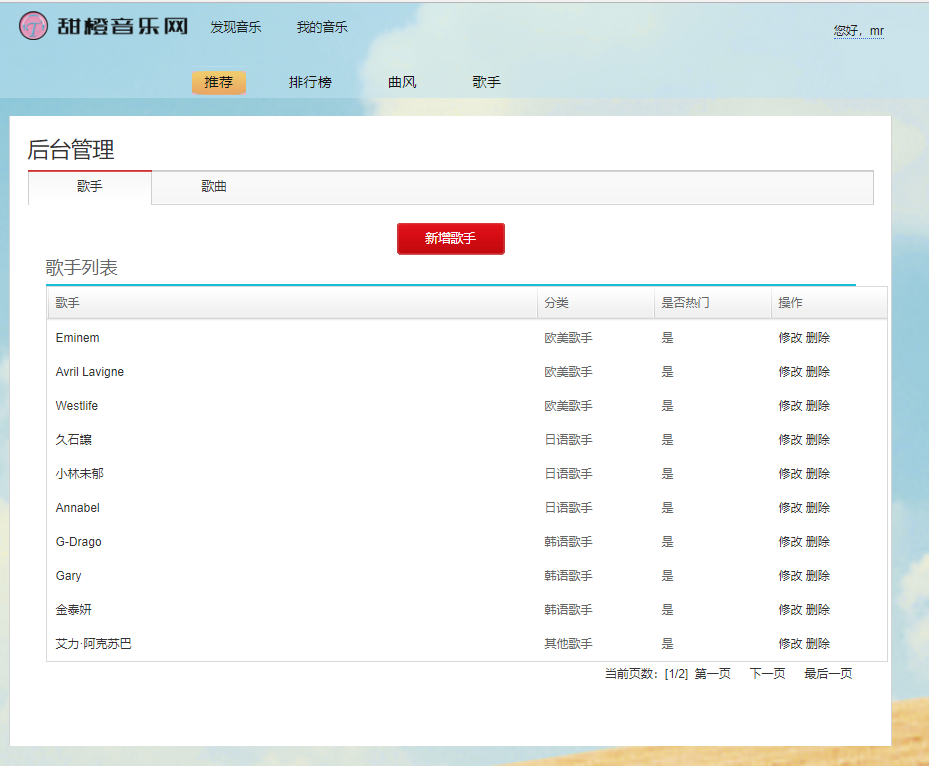 甜橙音乐网 发现音乐 我的音乐 您好，mr
推荐 排行榜 曲风 歌手
后台管理
歌手 歌曲
新增歌手
歌手列表
歌手 分类 是否热门 操作
Eminem 欧美歌手 是 修改 删除
Avril Lavigne 欧美歌手 是 修改 删除
Westlife 欧美歌手 是 修改 删除
久石譲 日语歌手 是 修改 删除
小林未郁 日语歌手 是 修改 删除
Annabel 日语歌手 是 修改 删除
G-Drago 韩语歌手 是 修改 删除
Gary 韩语歌手 是 修改 删除
金泰妍 韩语歌手 是 修改 删除
艾力·阿克苏巴 其他歌手 是 修改 删除
当前页数：[1/2] 第一页 下一页 最后一页